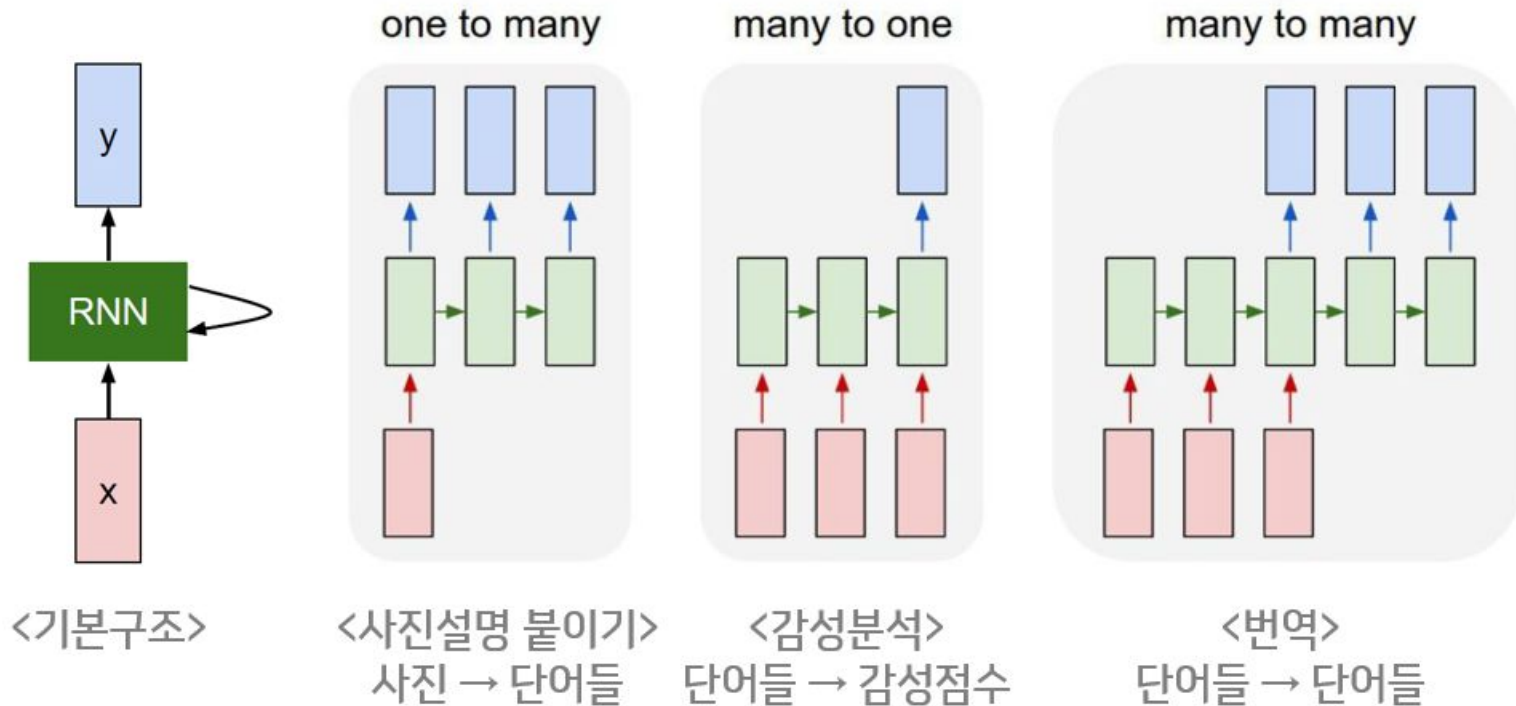 one to many
many to one
many to many
y
RNN
x
<기본구조>
<사진설명 붙이기>
사진 → 단어들
<감성분석>
단어들 → 감성점수
<번역>
단어들 → 단어들